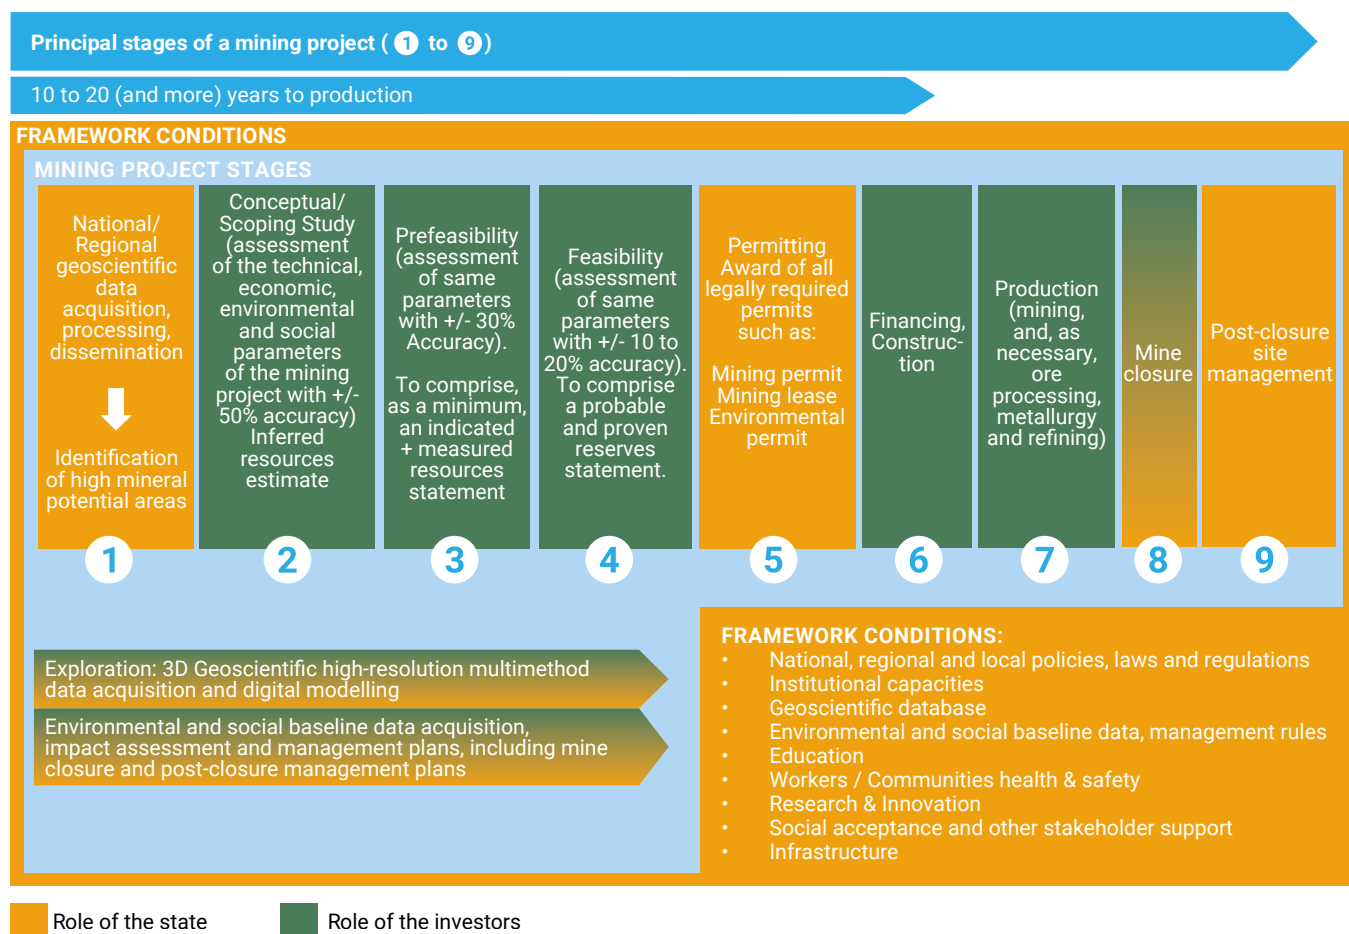 Principal stages of a mining project ( 1 to 9 )
10 to 20 (and more) years to production
FRAMEWORK CONDITIONS
MINING PROJECT STAGES
National/
Regional
geoscientific
data
acquisition,
processing,
dissemination
Identification
of high mineral
potential areas
1
Conceptual/
Scoping Study
(assessment
of the technical,
economic,
environmental
and social
parameters
of the mining
project with +/-
50% accuracy)
Inferred
resources
estimate
2
Prefeasibility
(assessment
of same
parameters
with +/- 30%
Accuracy).
To comprise,
as a minimum,
an indicated
+ measured
resources
statement
3
Feasibility
(assessment
of same
parameters
with +/- 10 to
20% accuracy).
To comprise
a probable
and proven
reserves
statement.
4
Permitting
Award of all
legally required
permits
such as:
Mining permit
Mining lease
Environmental
permit
5
Financing,
Construc-
tion
6
Production
(mining,
and, as
necessary,
ore
processing,
metallurgy
and refining)
7
Mine
closure
8
Post-closure
site
management
9
Exploration: 3D Geoscientific high-resolution multimethod
data acquisition and digital modelling
Environmental and social baseline data acquisition,
impact assessment and management plans, including mine
closure and post-closure management plans
FRAMEWORK CONDITIONS:
• National, regional and local policies, laws and regulations
• Institutional capacities
• Geoscientific database
• Environmental and social baseline data, management rules
• Education
• Workers / Communities health & safety
• Research & Innovation
• Social acceptance and other stakeholder support
• Infrastructure
Role of the state
Role of the investors